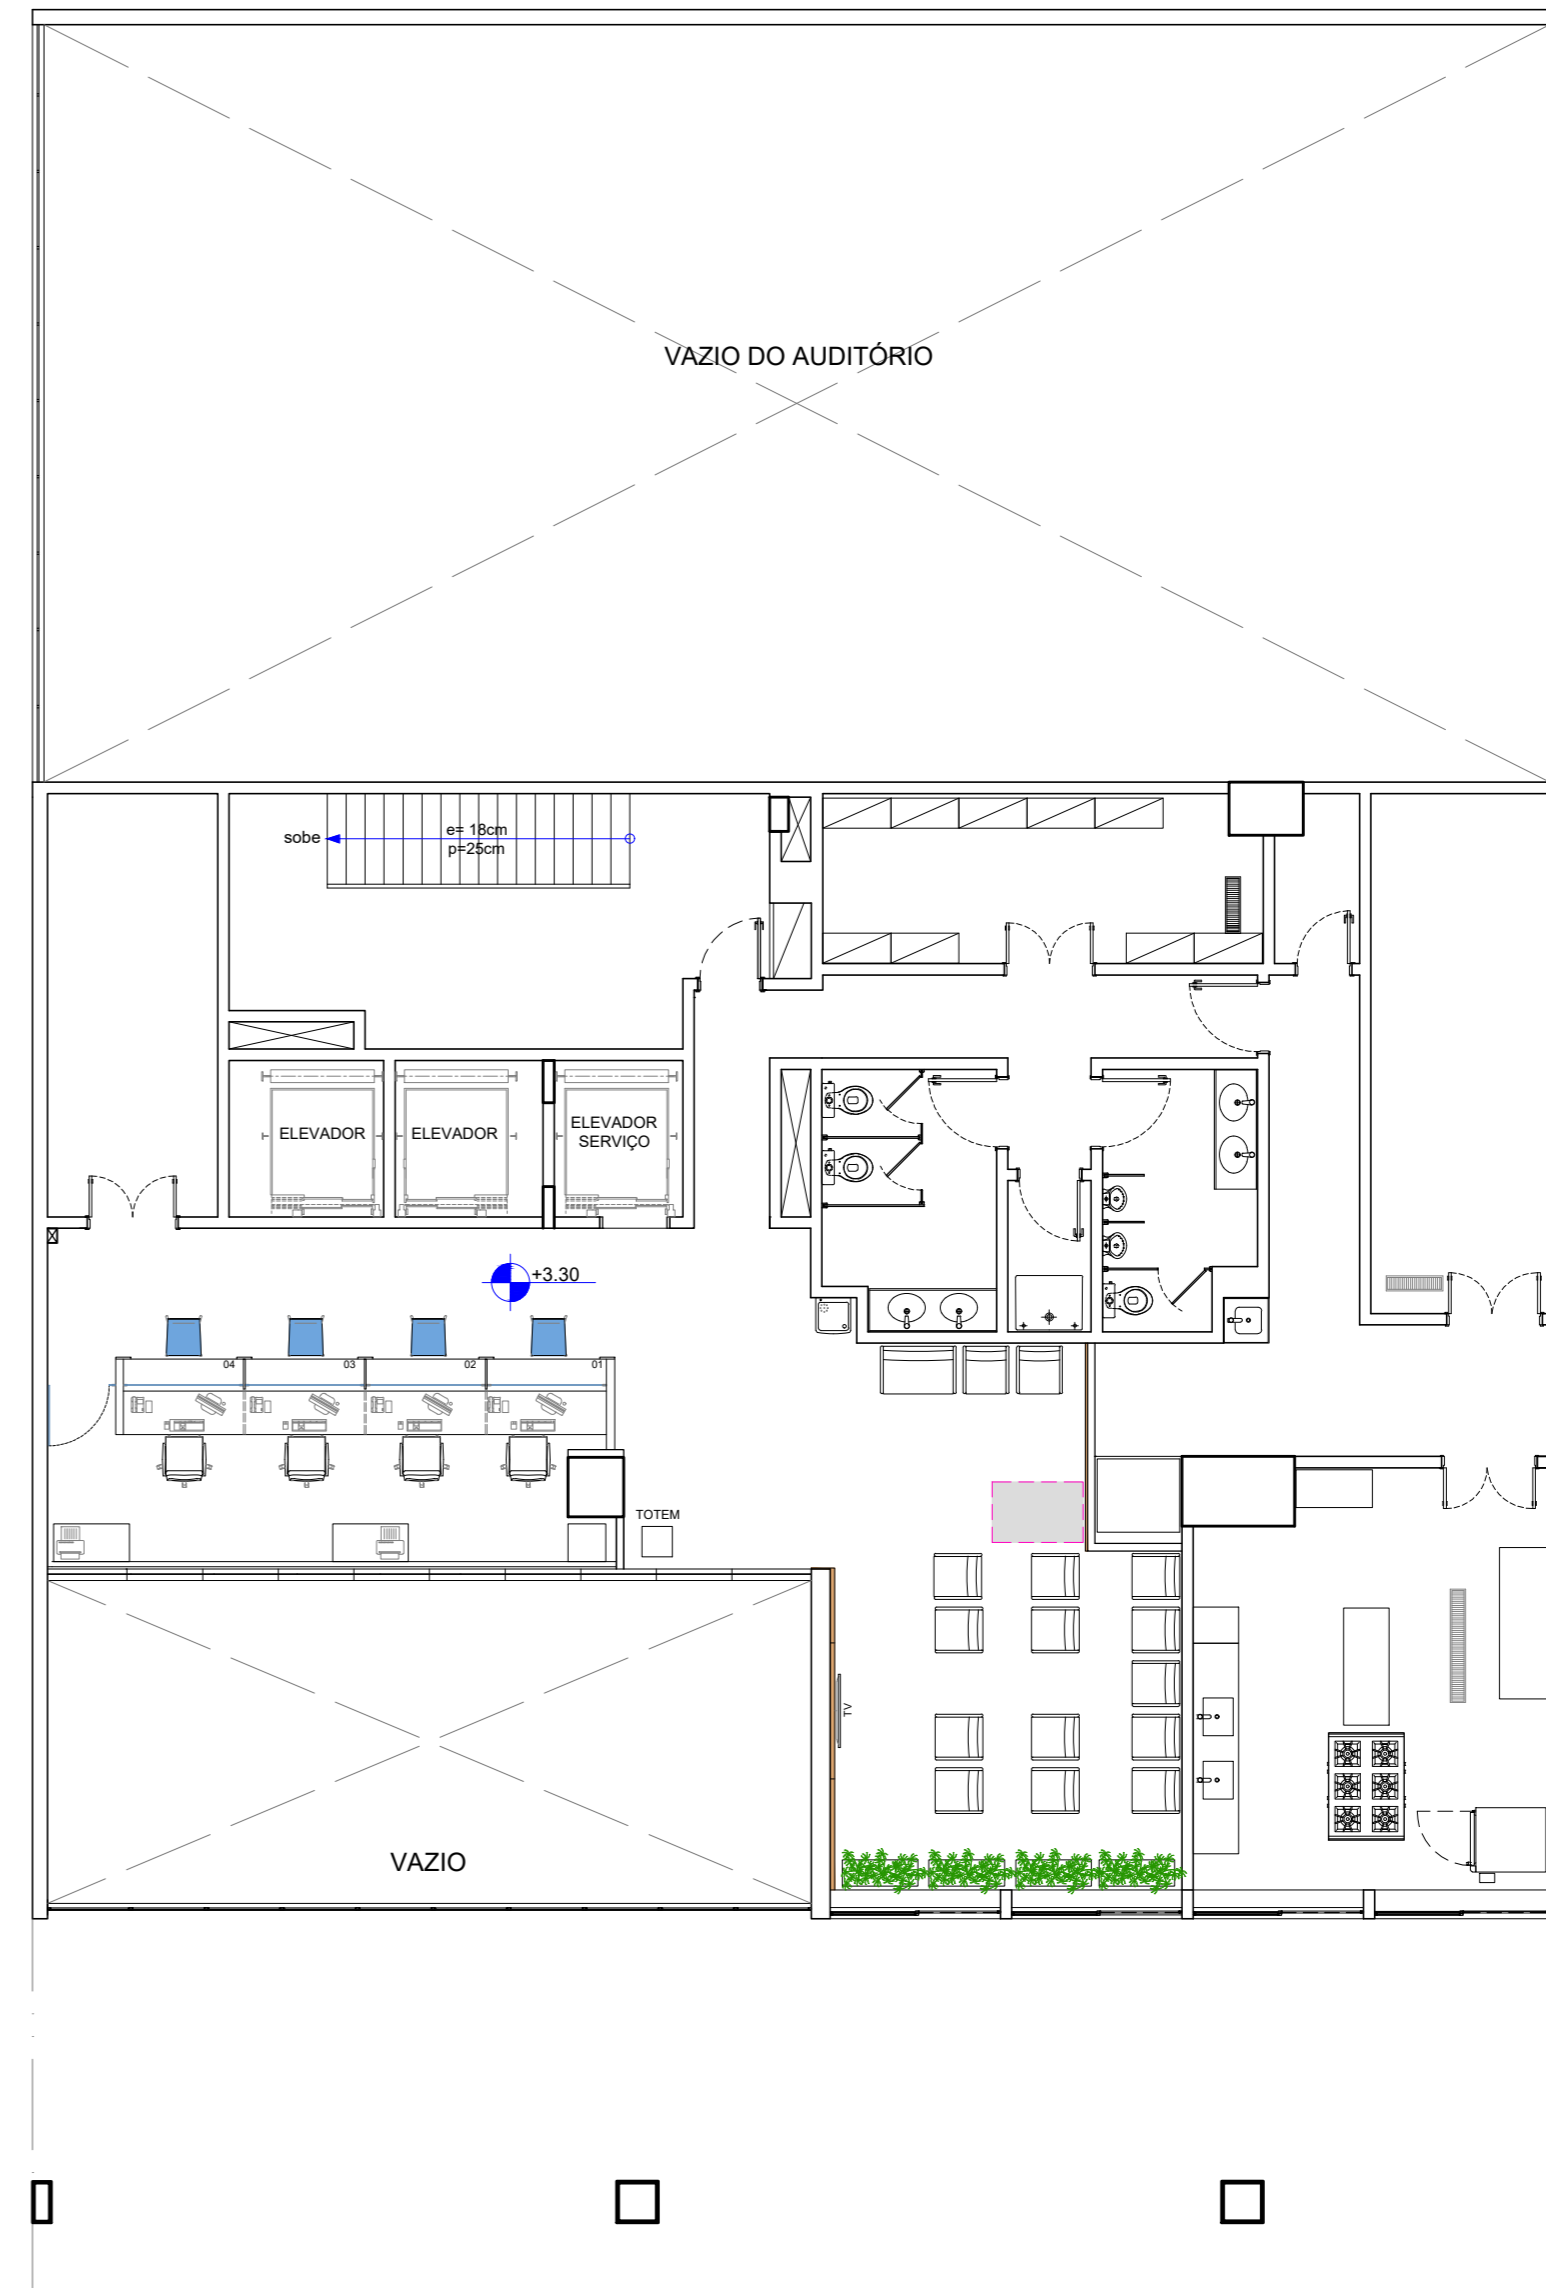 VAZIO DO AUDITÓRIO
sobe
e= 18cm
p=25cm
ELEVADOR
ELEVADOR
ELEVADOR
SERVIÇO
+3.30
04
03
02
01
TOTEM
TV
VAZIO